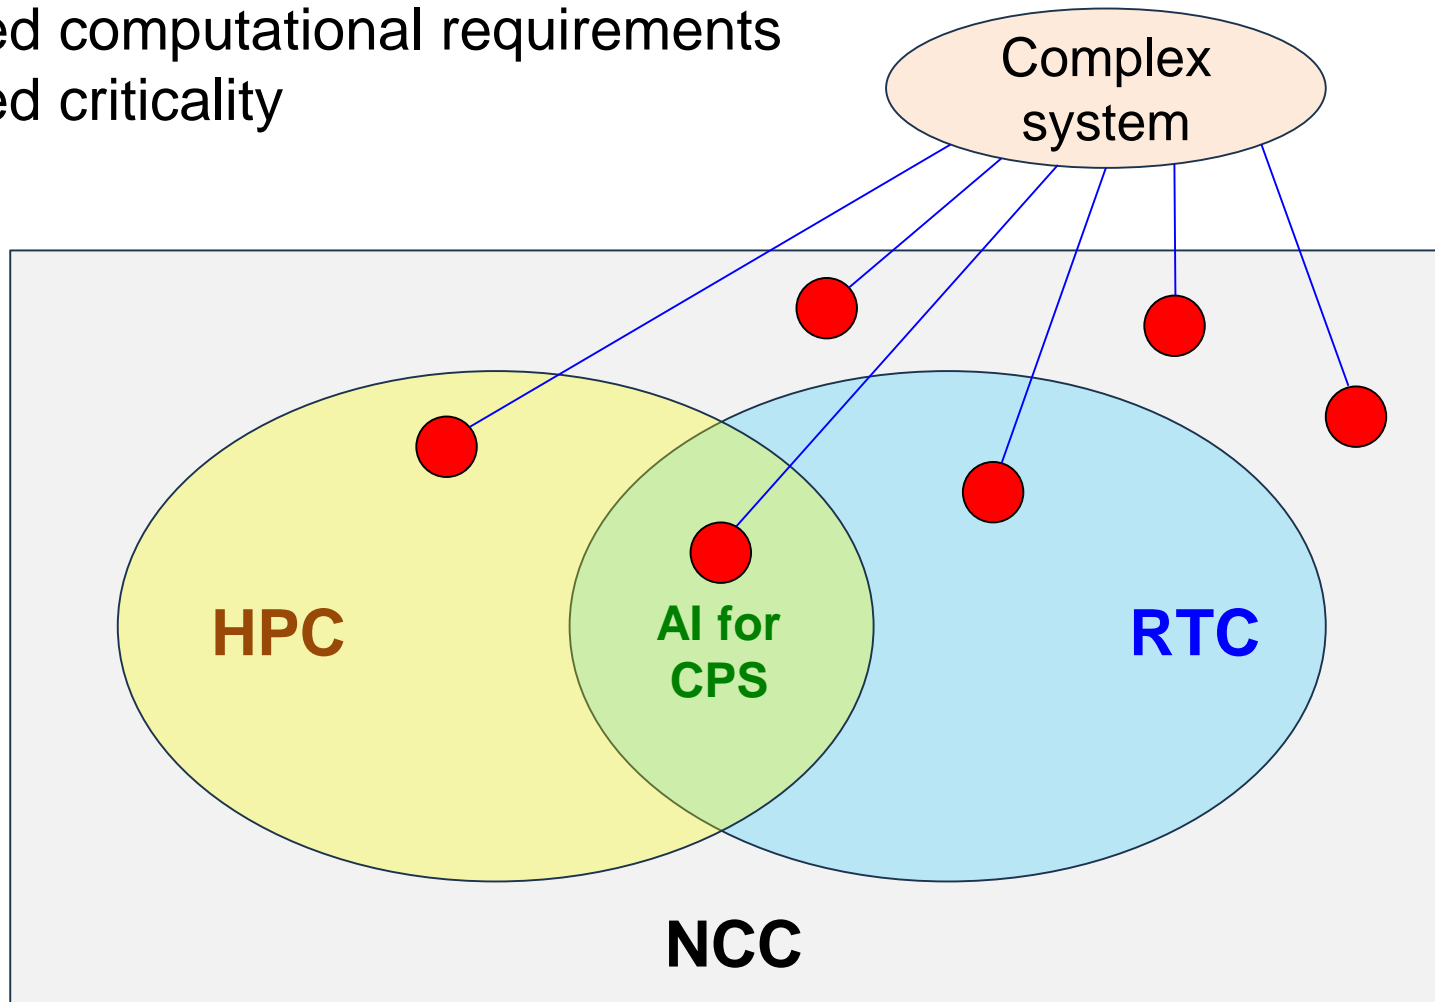 ed computational requirements
ed criticality
Complex
system
HPC
AI for
CPS
RTC
NCC